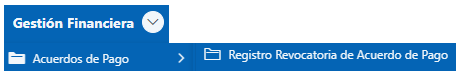 Gestión Financiera
Acuerdos de Pago
Registro Revocatoria de Acuerdo de Pago